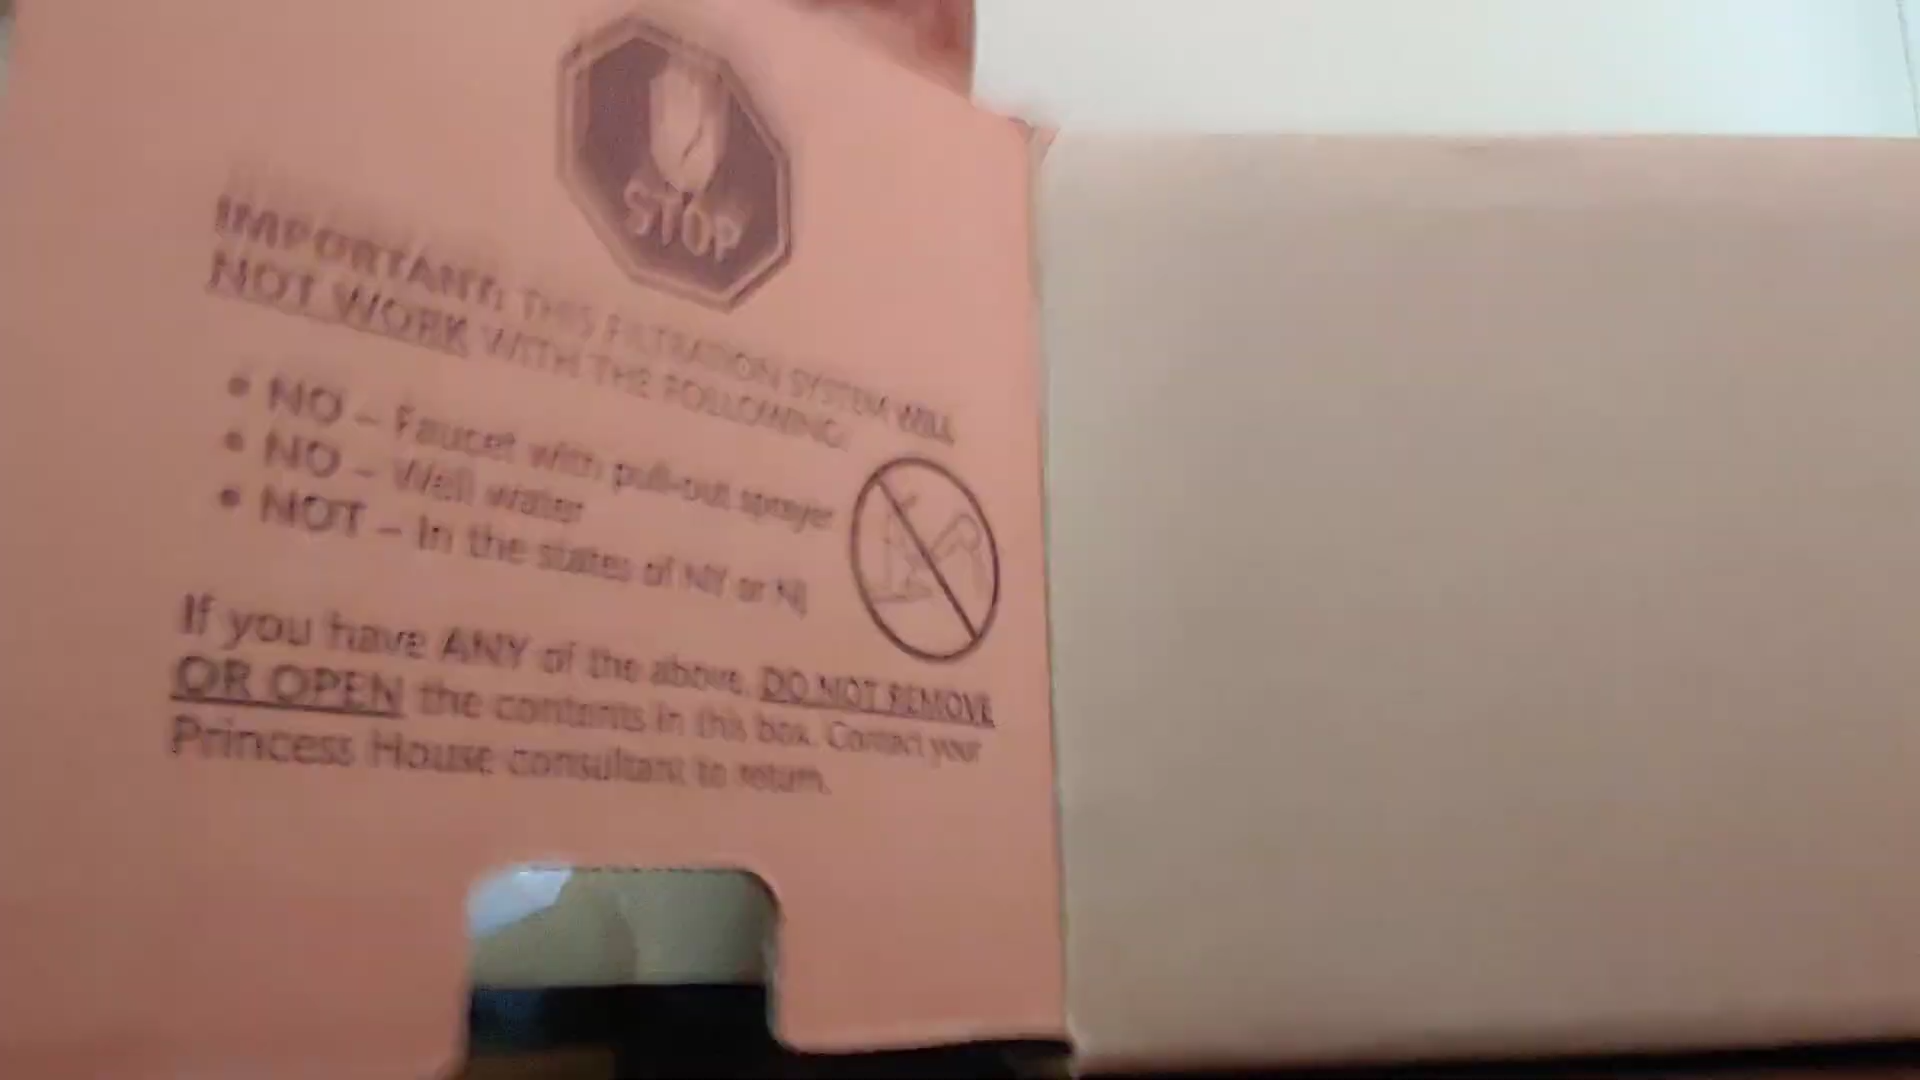 STOP
IMPORTANT: THIS FILTRATION SYSTEM WILL
NOT WORK WITH THE FOLLOWING:
• NO – Faucet with pull-out sprayer
• NO – Well water
• NOT – In the states of NY or NJ
If you have ANY of the above, DO NOT REMOVE
OR OPEN the contents in this box. Contact your
Princess House consultant to return.